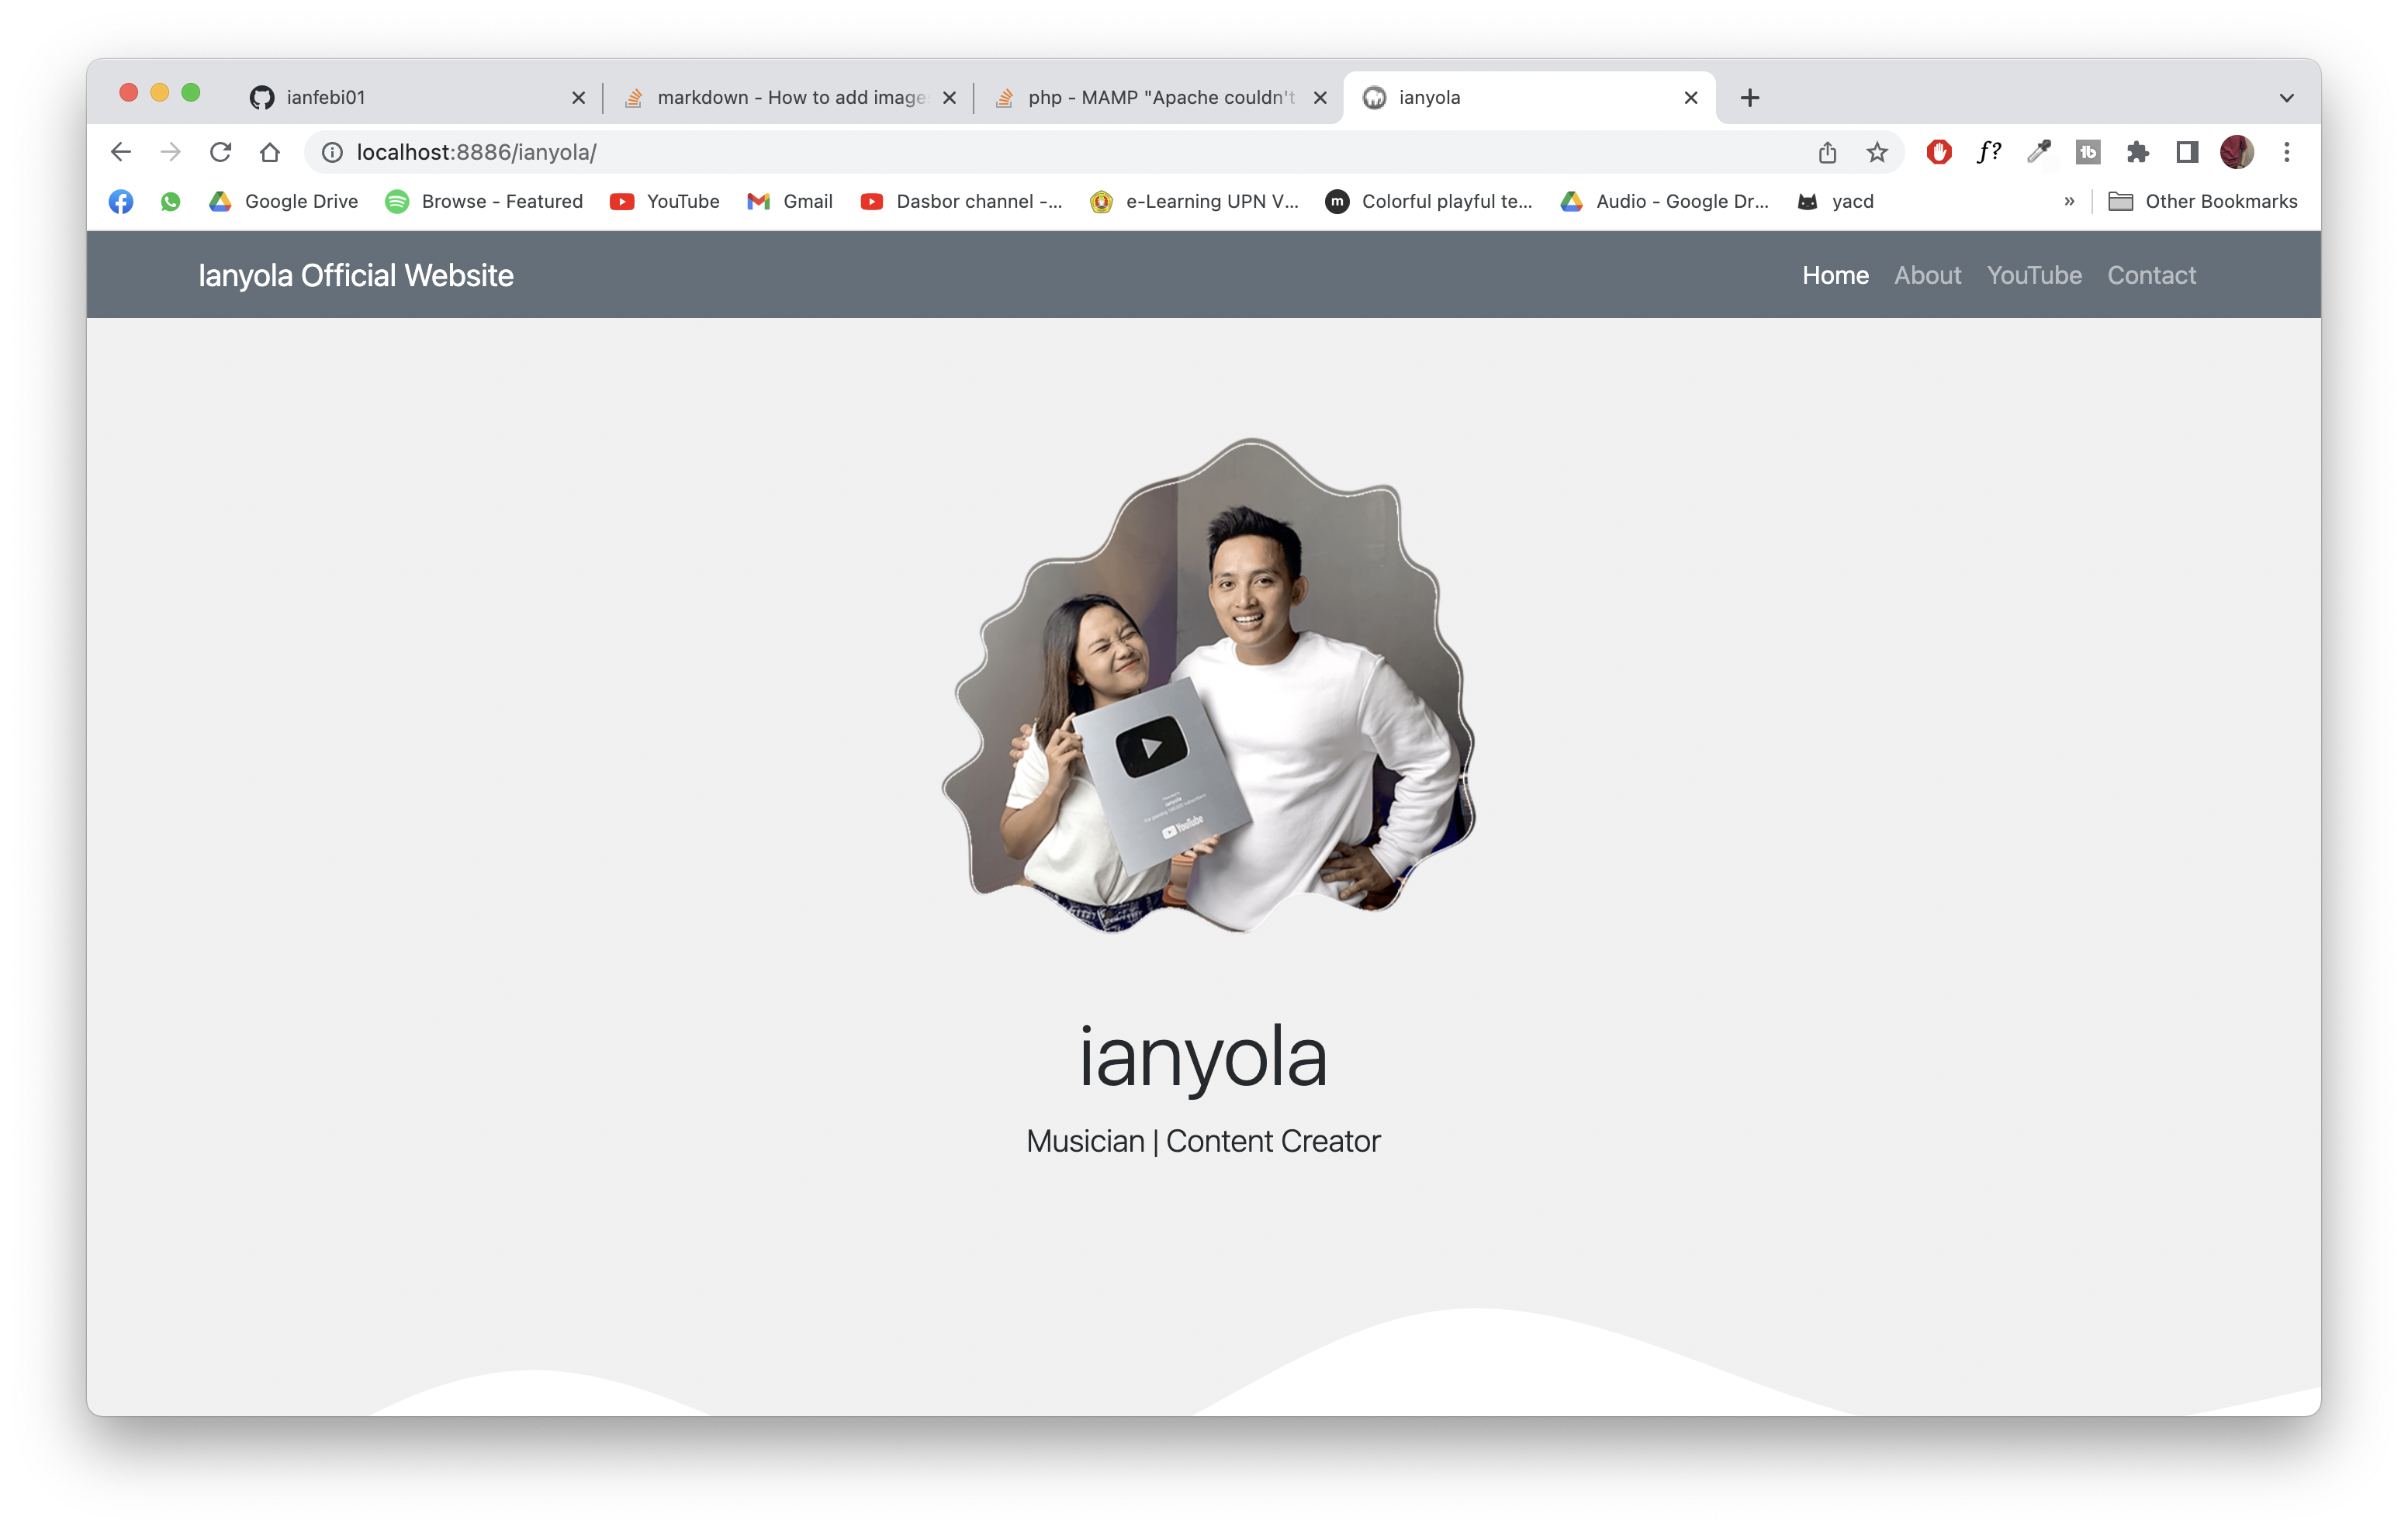 ianfebi01
markdown - How to add image
php - MAMP "Apache couldn't
ianyola
localhost:8886/ianyola/
f?
tb
Google Drive
Browse - Featured
YouTube
Gmail
Dasbor channel -...
e-Learning UPN V...
m
Colorful playful te...
Audio - Google Dr...
yacd
»
Other Bookmarks
Ianyola Official Website
Home
About
YouTube
Contact
YouTube
ianyola
Musician | Content Creator